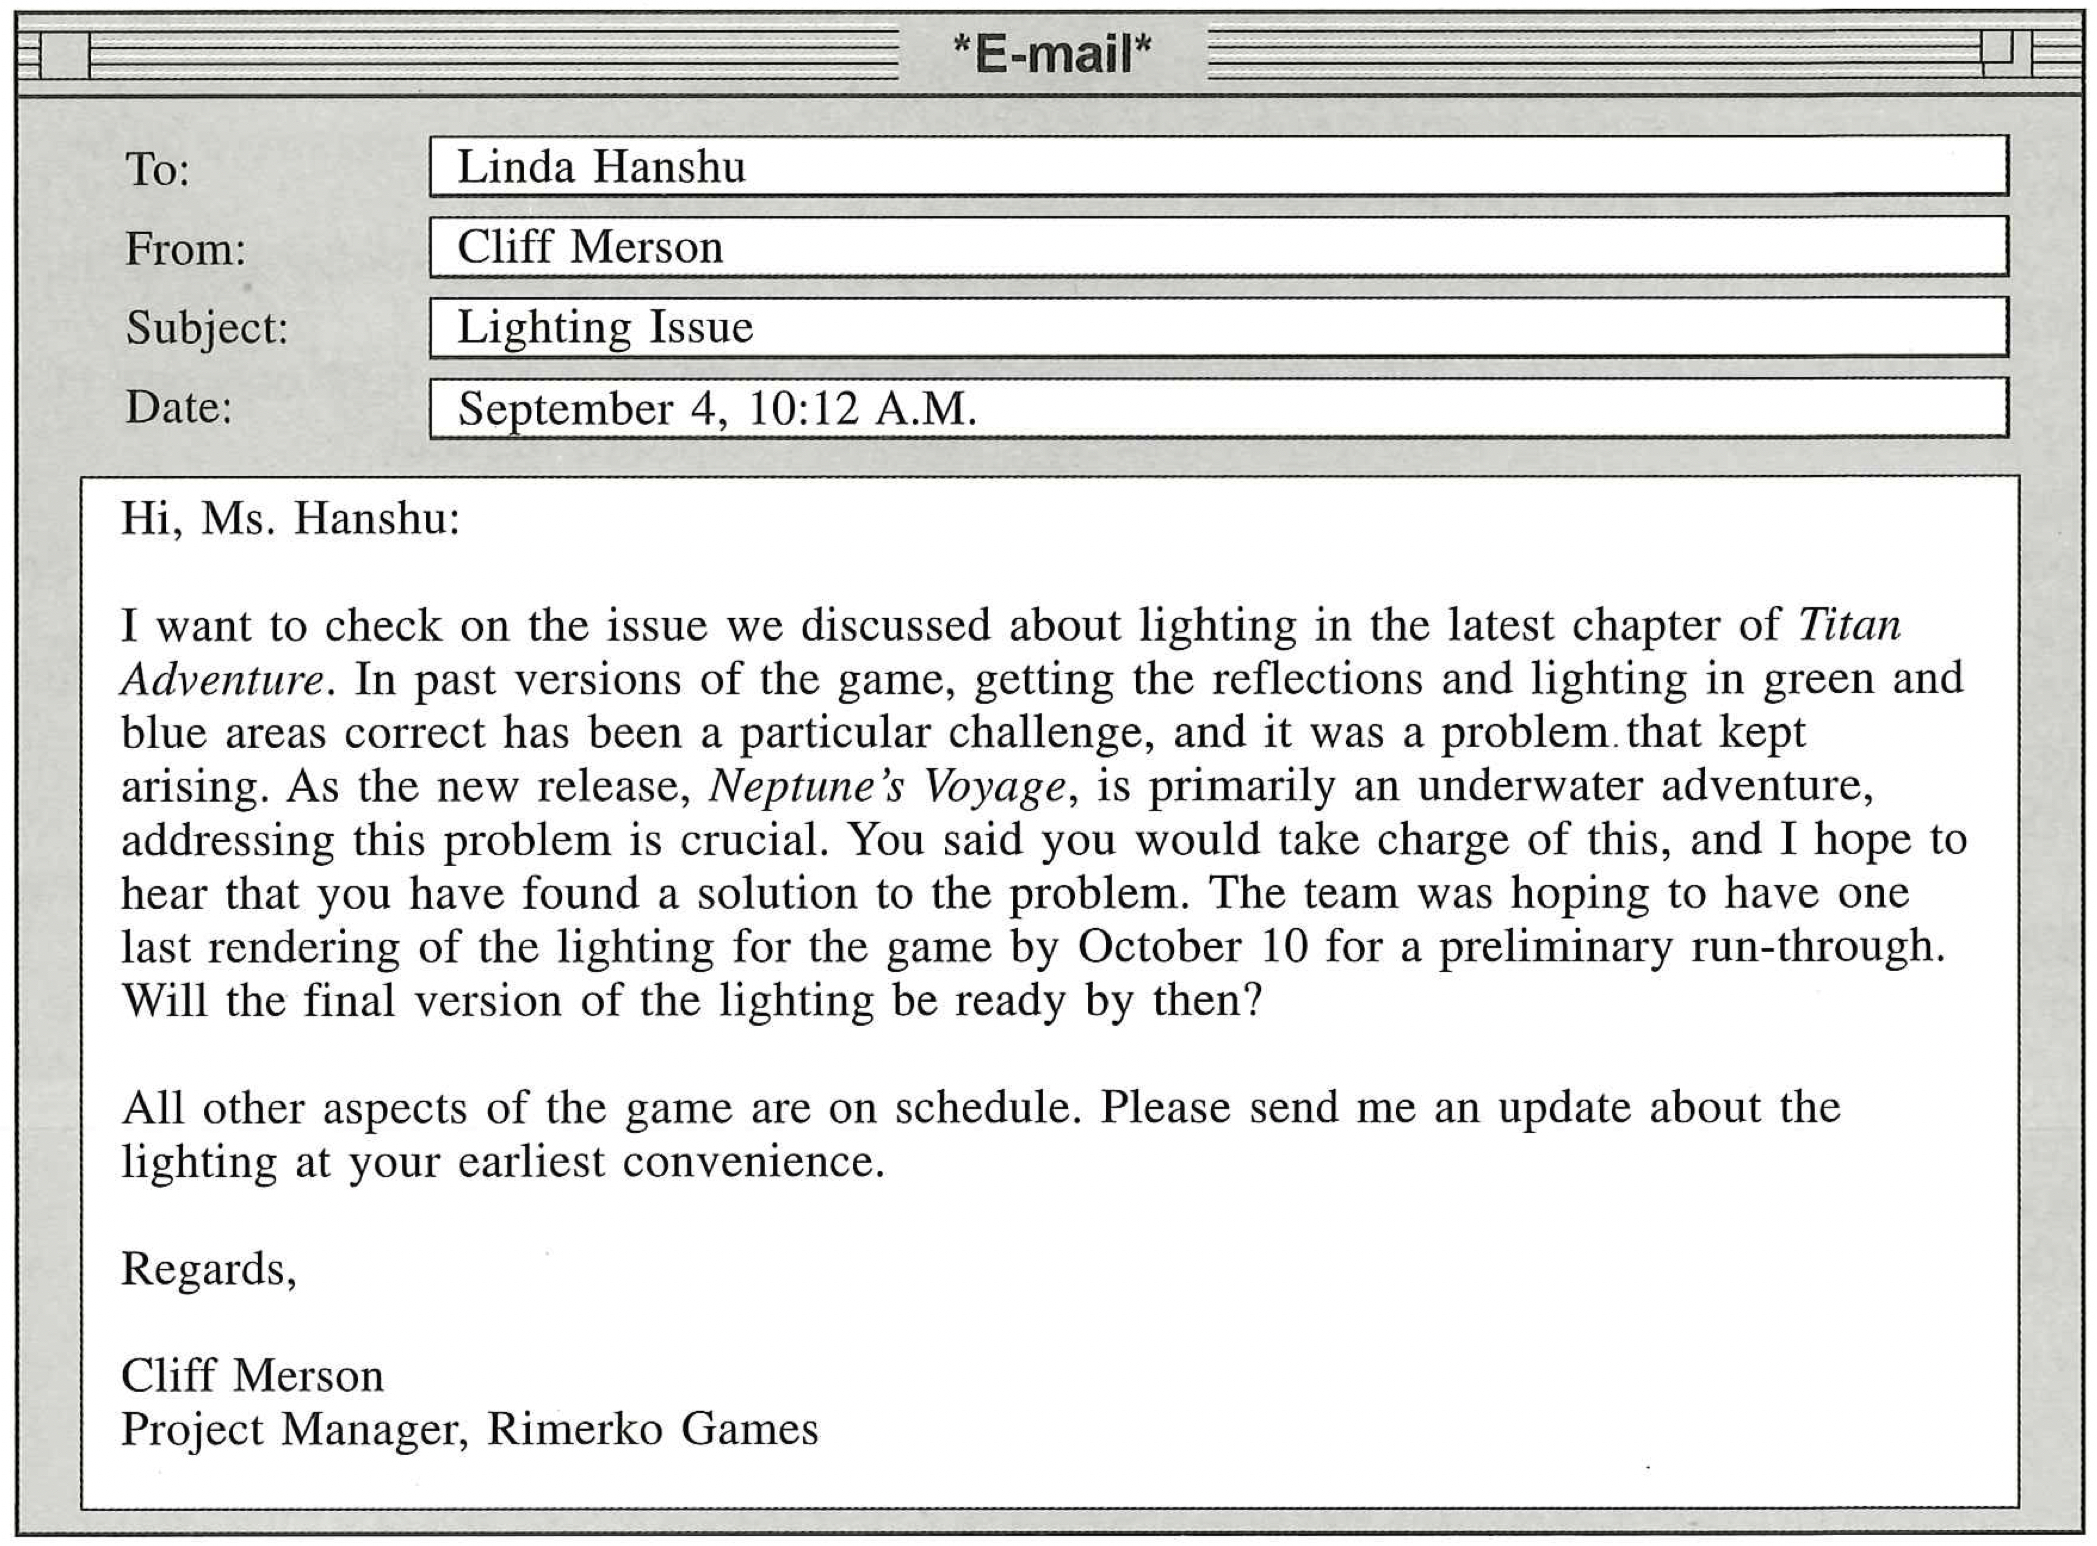 *E-mail*
To: Linda Hanshu
From: Cliff Merson
Subject: Lighting Issue
Date: September 4, 10:12 A.M.
Hi, Ms. Hanshu:
I want to check on the issue we discussed about lighting in the latest chapter of Titan
Adventure. In past versions of the game, getting the reflections and lighting in green and
blue areas correct has been a particular challenge, and it was a problem that kept
arising. As the new release, Neptune's Voyage, is primarily an underwater adventure,
addressing this problem is crucial. You said you would take charge of this, and I hope to
hear that you have found a solution to the problem. The team was hoping to have one
last rendering of the lighting for the game by October 10 for a preliminary run-through.
Will the final version of the lighting be ready by then?
All other aspects of the game are on schedule. Please send me an update about the
lighting at your earliest convenience.
Regards,
Cliff Merson
Project Manager, Rimerko Games